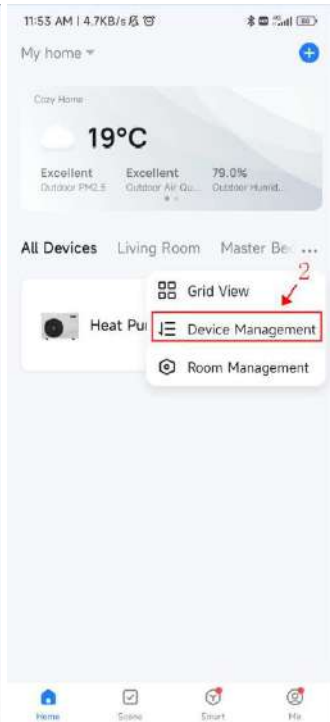 11:53 AM | 4.7KB/s
My home
Cozy Home
19°C
Excellent Excellent 79.0%
Outdoor PM2.5 Outdoor Air Qu... Outdoor Humid...
All Devices Living Room Master Be ...
2
Grid View
Heat Pu
Device Management
Room Management
Home Scene Smart Me